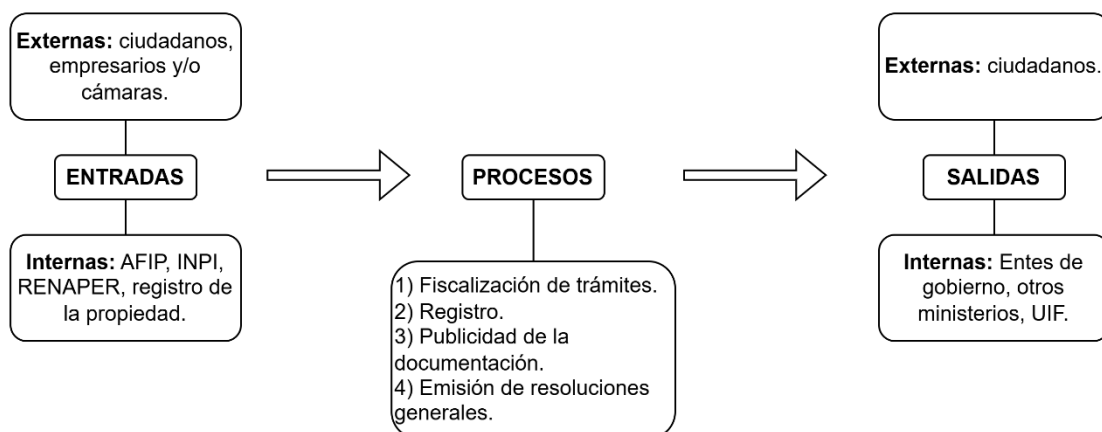 Externas: ciudadanos,
empresarios y/o
cámaras.
ENTRADAS
Internas: AFIP, INPI,
RENAPER, registro de
la propiedad.
PROCESOS
1) Fiscalización de trámites.
2) Registro.
3) Publicidad de la
documentación.
4) Emisión de resoluciones
generales.
Externas: ciudadanos.
SALIDAS
Internas: Entes de
gobierno, otros
ministerios, UIF.